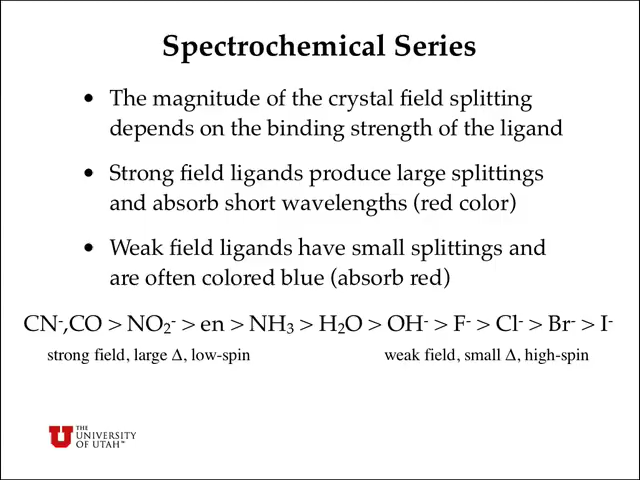 Spectrochemical Series
• The magnitude of the crystal field splitting
depends on the binding strength of the ligand
• Strong field ligands produce large splittings
and absorb short wavelengths (red color)
• Weak field ligands have small splittings and
are often colored blue (absorb red)
CN⁻,CO > NO₂⁻ > en > NH₃ > H₂O > OH⁻ > F⁻ > Cl⁻ > Br⁻ > I⁻
strong field, large Δ, low-spin weak field, small Δ, high-spin
U THE
UNIVERSITY
OF UTAH™